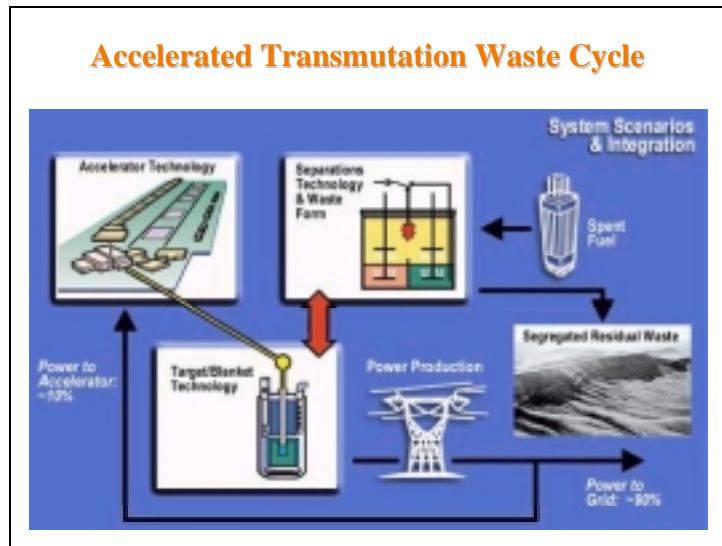 Accelerated Transmutation Waste Cycle
System Scenarios
& Integration
Accelerator Technology
Separations
Technology
& Waste
Form
Spent
Fuel
Segregated Residual Waste
Power to
Accelerator:
~10%
Target/Blanket
Technology
Power Production
Power to
Grid: ~90%